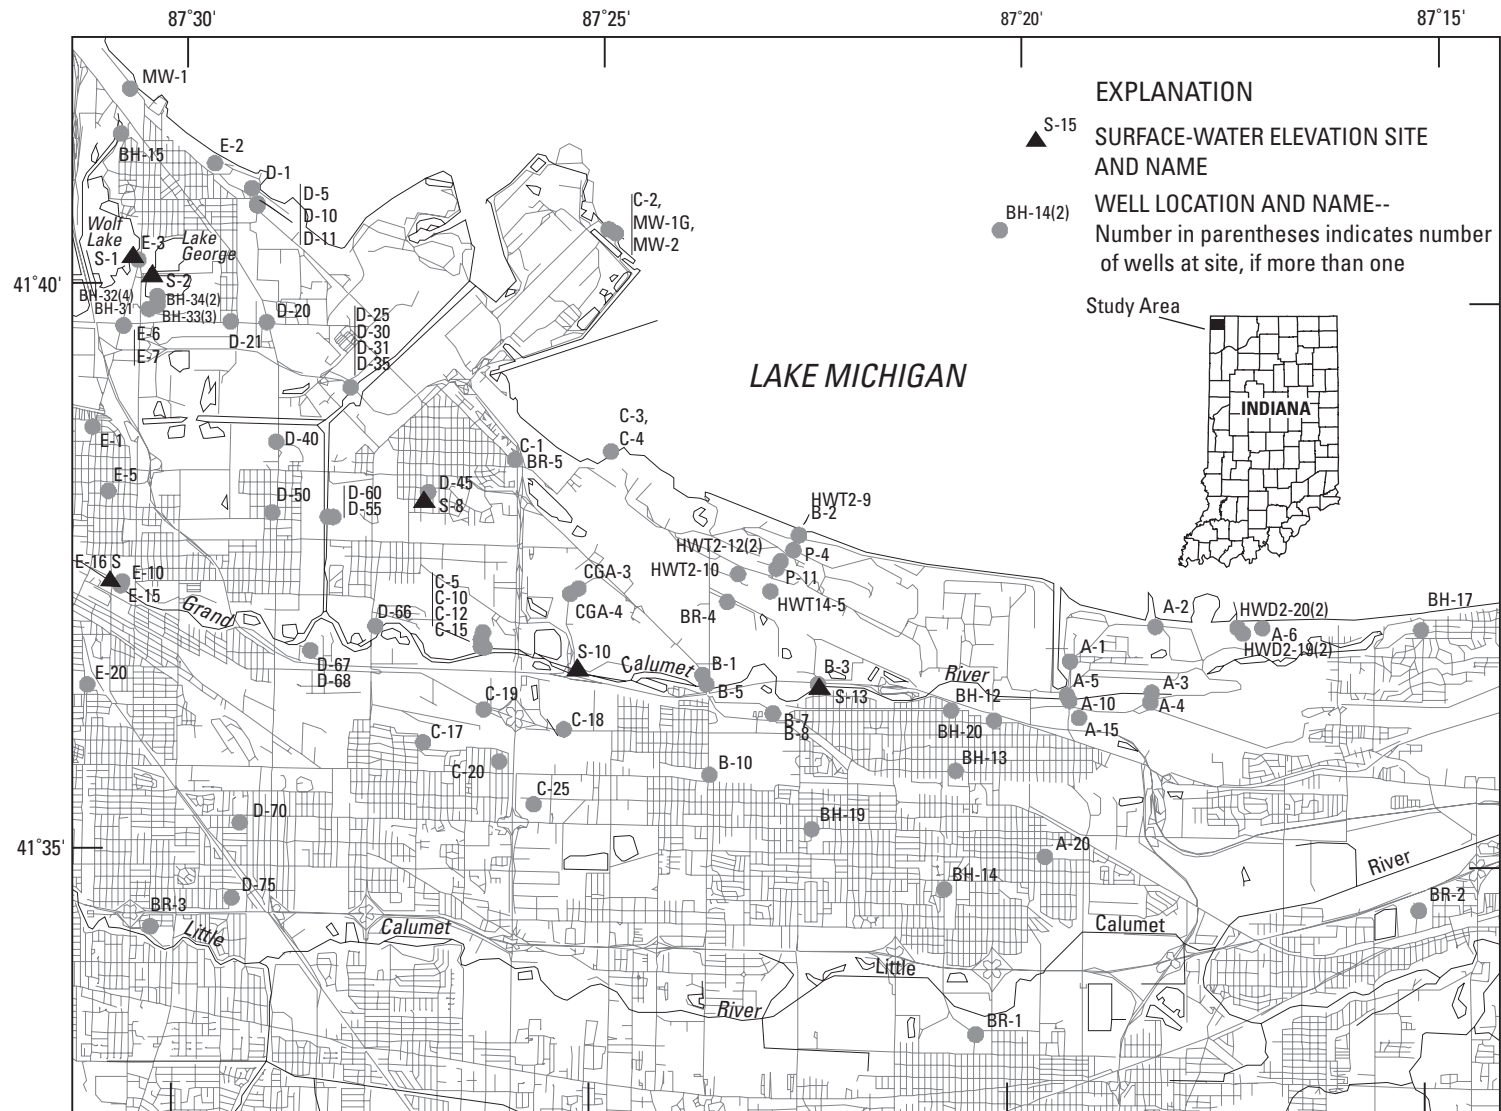 87°30'
87°25'
87°20'
87°15'
MW-1
EXPLANATION
S-15
SURFACE-WATER ELEVATION SITE
AND NAME
BH-14(2)
WELL LOCATION AND NAME--
Number in parentheses indicates number
of wells at site, if more than one
BH-15
E-2
D-1
D-5
D-10
D-11
C-2,
MW-1G,
MW-2
Wolf
Lake
Lake
George
E-3
S-1
S-2
41°40'
BH-32(4)
BH-34(2)
BH-31
BH-33(3)
E-6
E-7
D-21
D-20
D-25
D-30
D-31
D-35
Study Area
INDIANA
LAKE MICHIGAN
E-1
D-40
C-3,
C-4
C-1
BR-5
E-5
D-50
D-60
D-55
D-45
S-8
HWT2-9
B-2
HWT2-12(2)
P-4
HWT2-10
P-11
HWT14-5
BR-4
E-16 S
E-10
E-15
Grand
D-66
C-5
C-10
C-12
C-15
CGA-3
CGA-4
A-2
HWD2-20(2)
BH-17
A-6
HWD2-19(2)
A-1
D-67
D-68
S-10
Calumet
B-1
B-5
B-3
S-13
River
BH-12
A-5
A-10
A-15
A-3
A-4
E-20
C-19
C-18
C-17
C-20
B-7
B-8
BH-20
BH-13
B-10
C-25
D-70
BH-19
41°35'
A-20
River
D-75
BH-14
BR-2
BR-3
Little
Calumet
Calumet
Little
River
BR-1